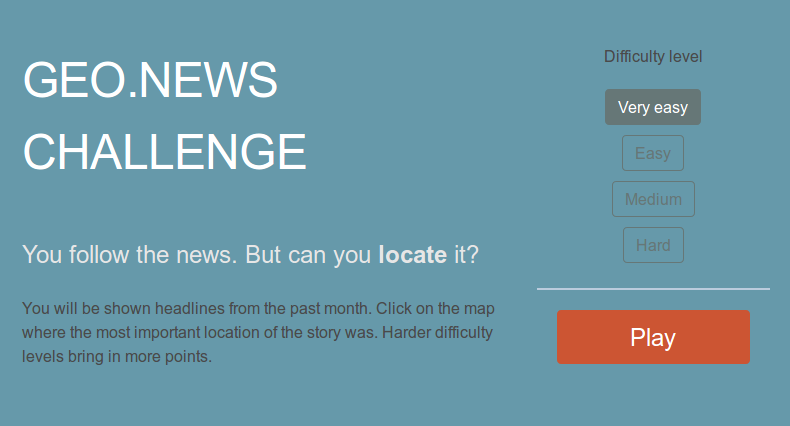 GEO.NEWS
CHALLENGE
You follow the news. But can you locate it?
You will be shown headlines from the past month. Click on the map
where the most important location of the story was. Harder difficulty
levels bring in more points.
Difficulty level
Very easy
Easy
Medium
Hard
Play